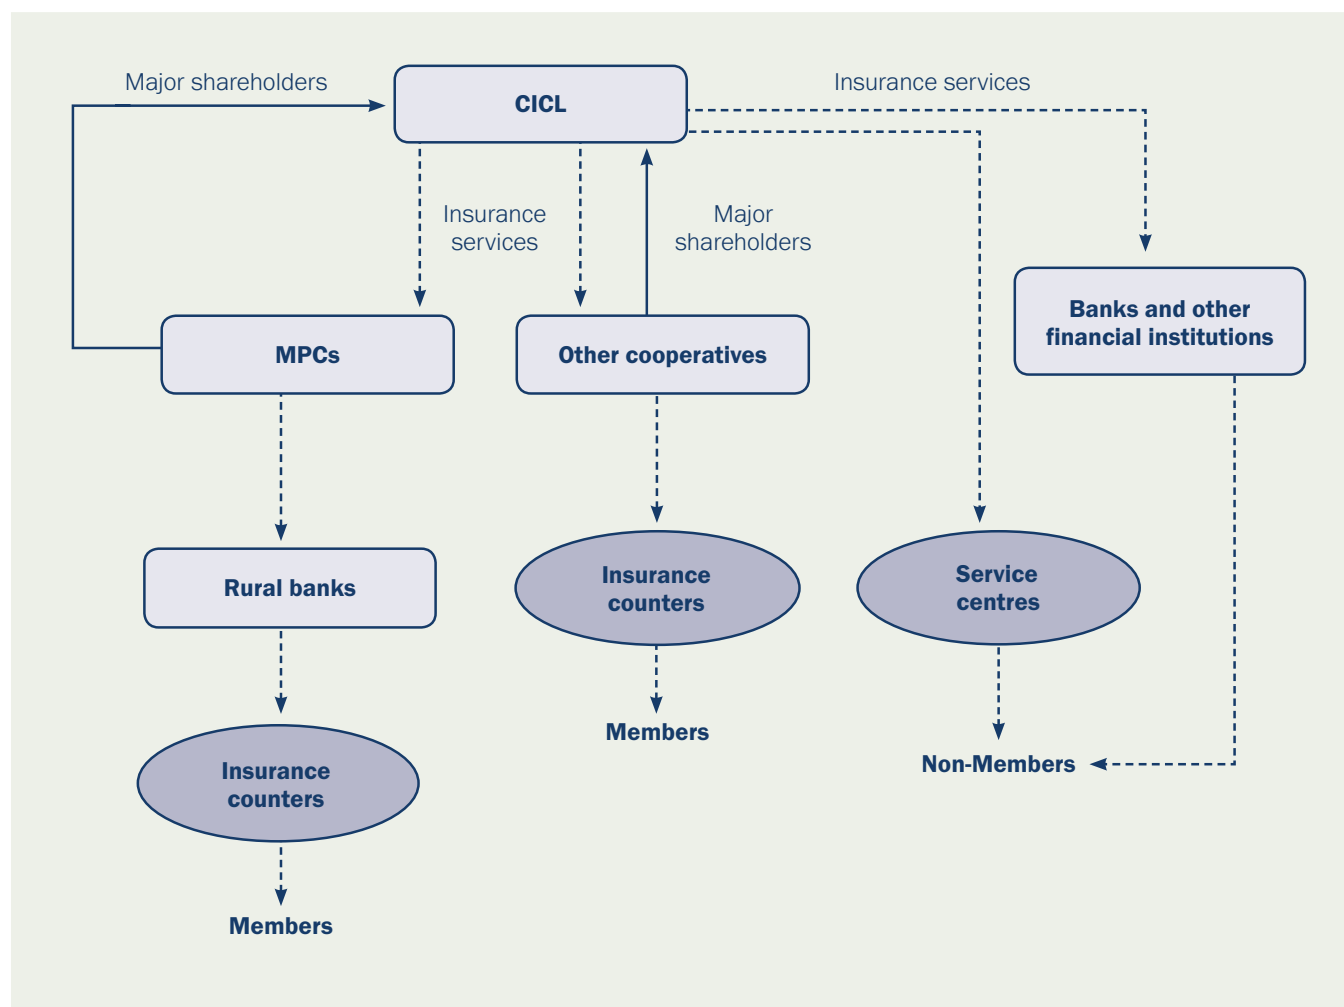 Major shareholders
CICL
Insurance services
Insurance
services
Major
shareholders
Banks and other
financial institutions
MPCs
Other cooperatives
Rural banks
Insurance
counters
Service
centres
Members
Non-Members
Insurance
counters
Members